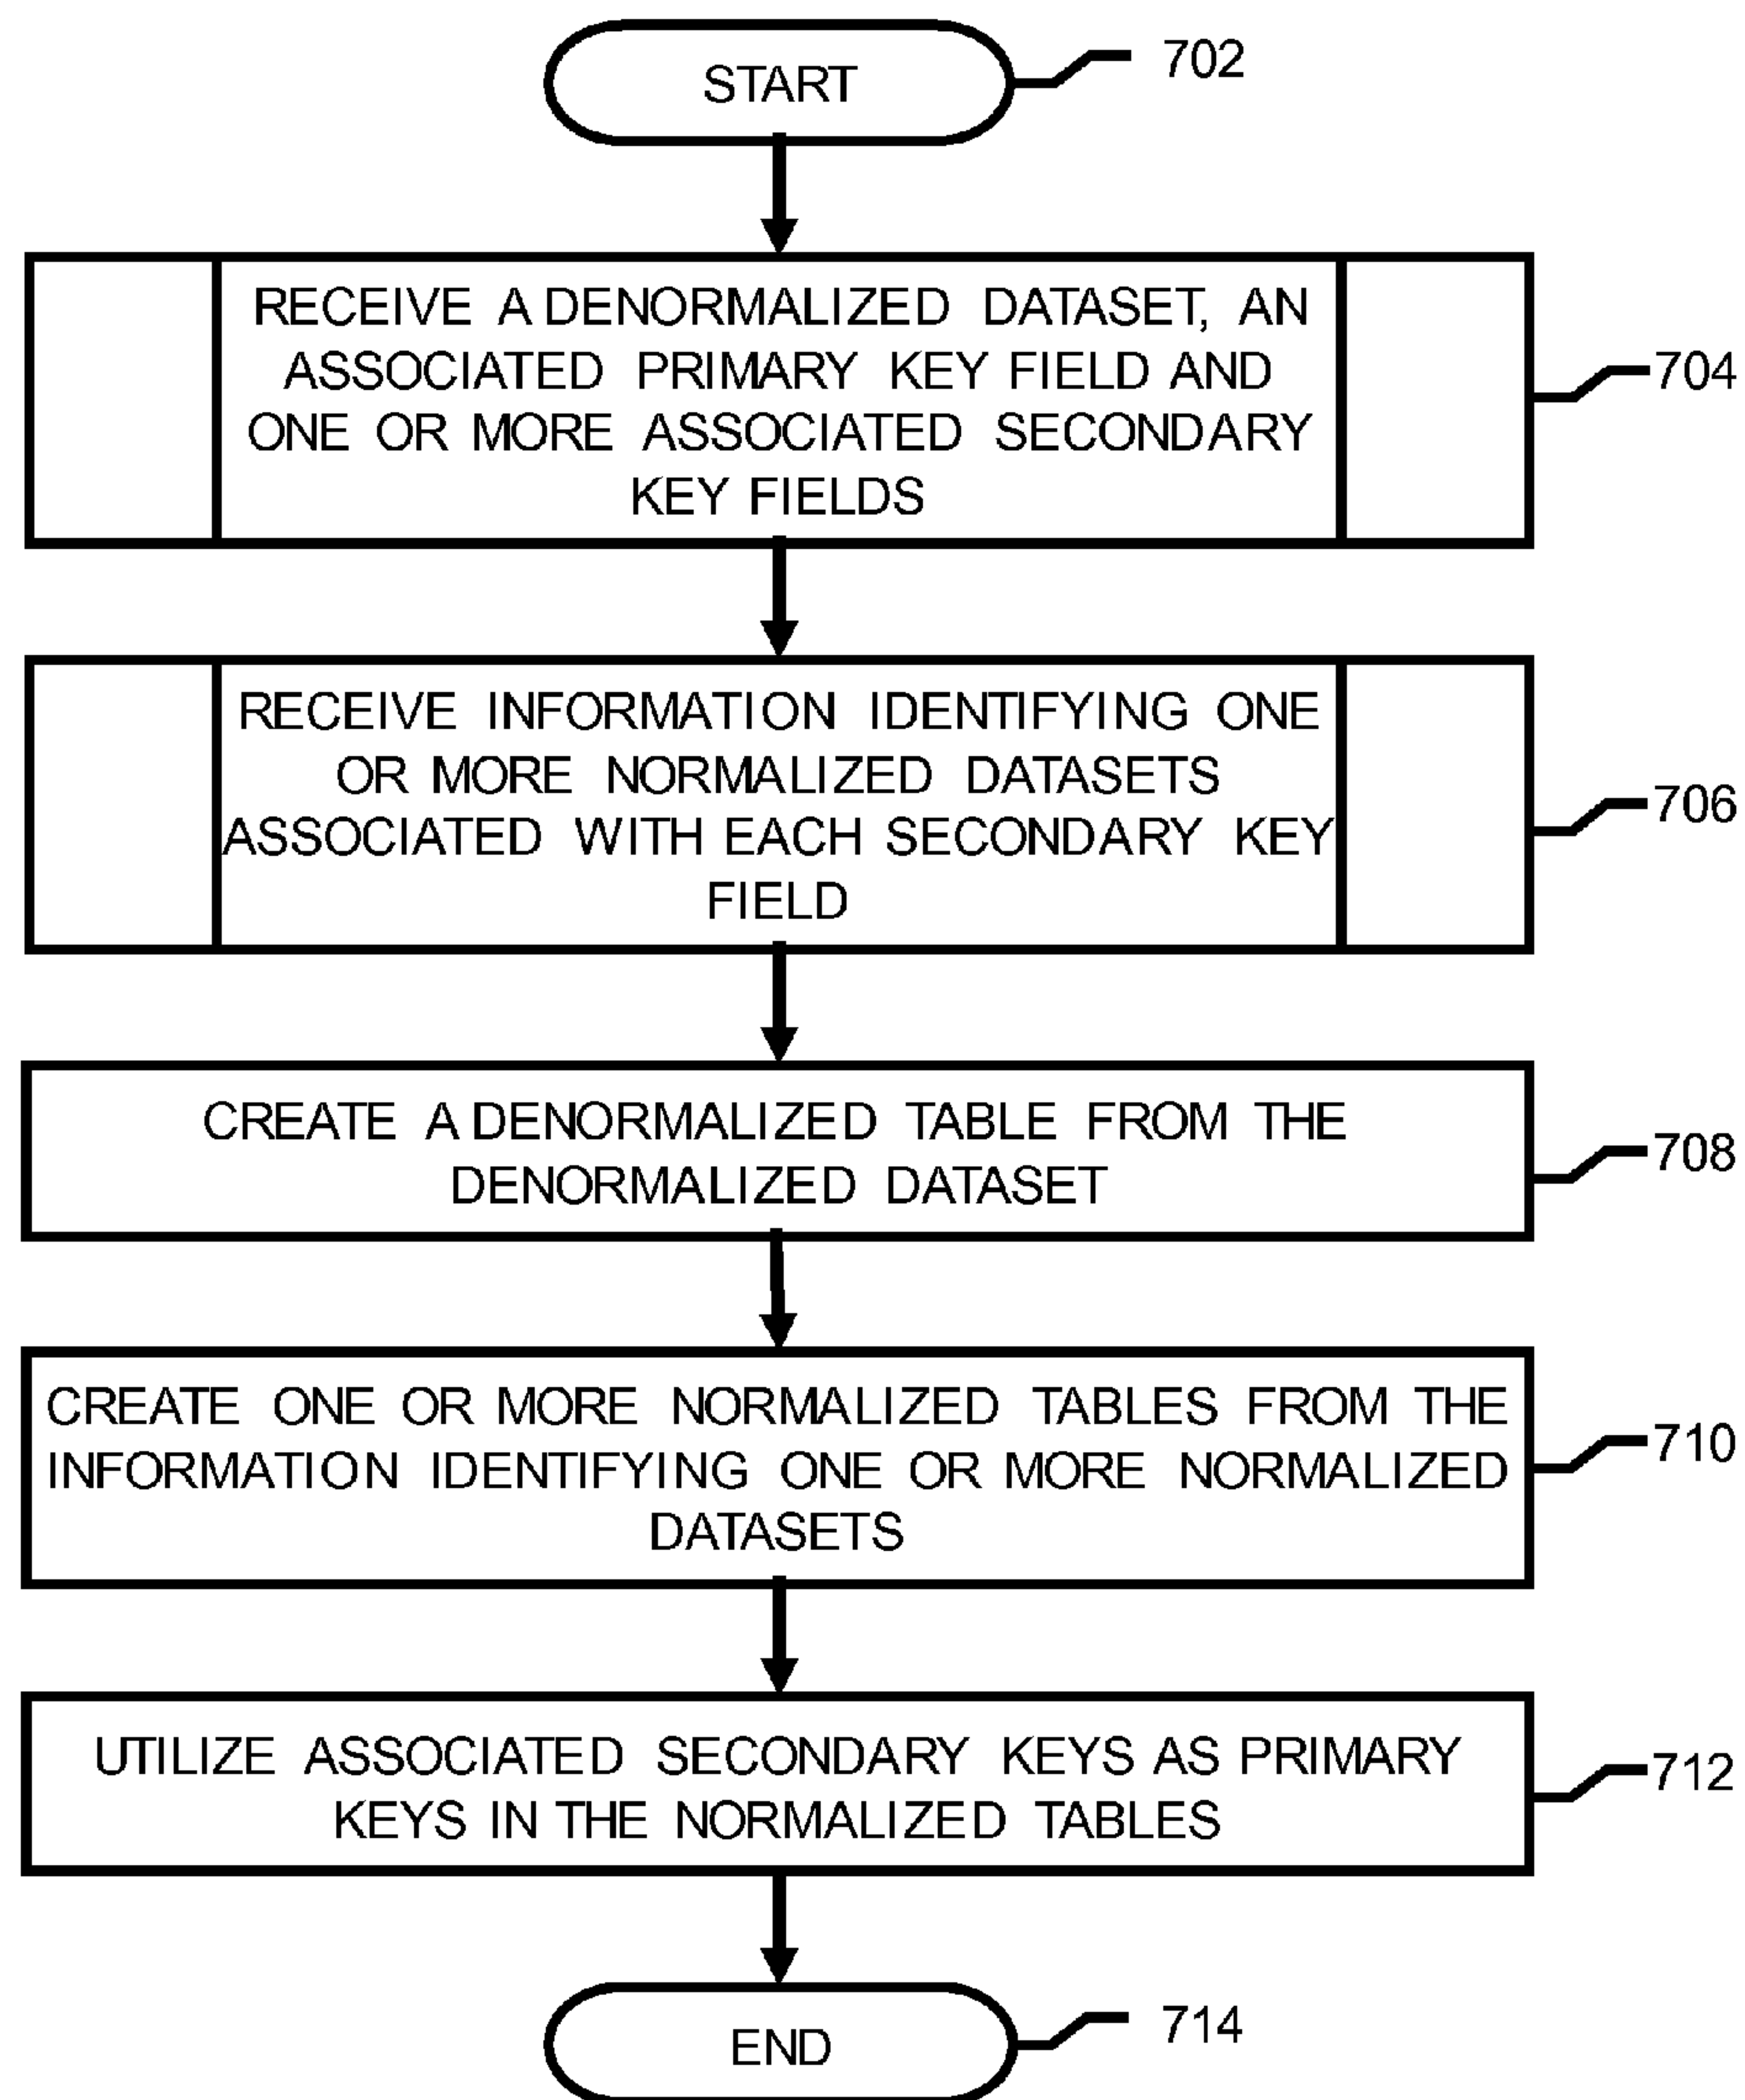 START
702
RECEIVE A DENORMALIZED DATASET, AN
ASSOCIATED PRIMARY KEY FIELD AND
ONE OR MORE ASSOCIATED SECONDARY
KEY FIELDS
704
RECEIVE INFORMATION IDENTIFYING ONE
OR MORE NORMALIZED DATASETS
ASSOCIATED WITH EACH SECONDARY KEY
FIELD
706
CREATE A DENORMALIZED TABLE FROM THE
DENORMALIZED DATASET
708
CREATE ONE OR MORE NORMALIZED TABLES FROM THE
INFORMATION IDENTIFYING ONE OR MORE NORMALIZED
DATASETS
710
UTILIZE ASSOCIATED SECONDARY KEYS AS PRIMARY
KEYS IN THE NORMALIZED TABLES
712
END
714